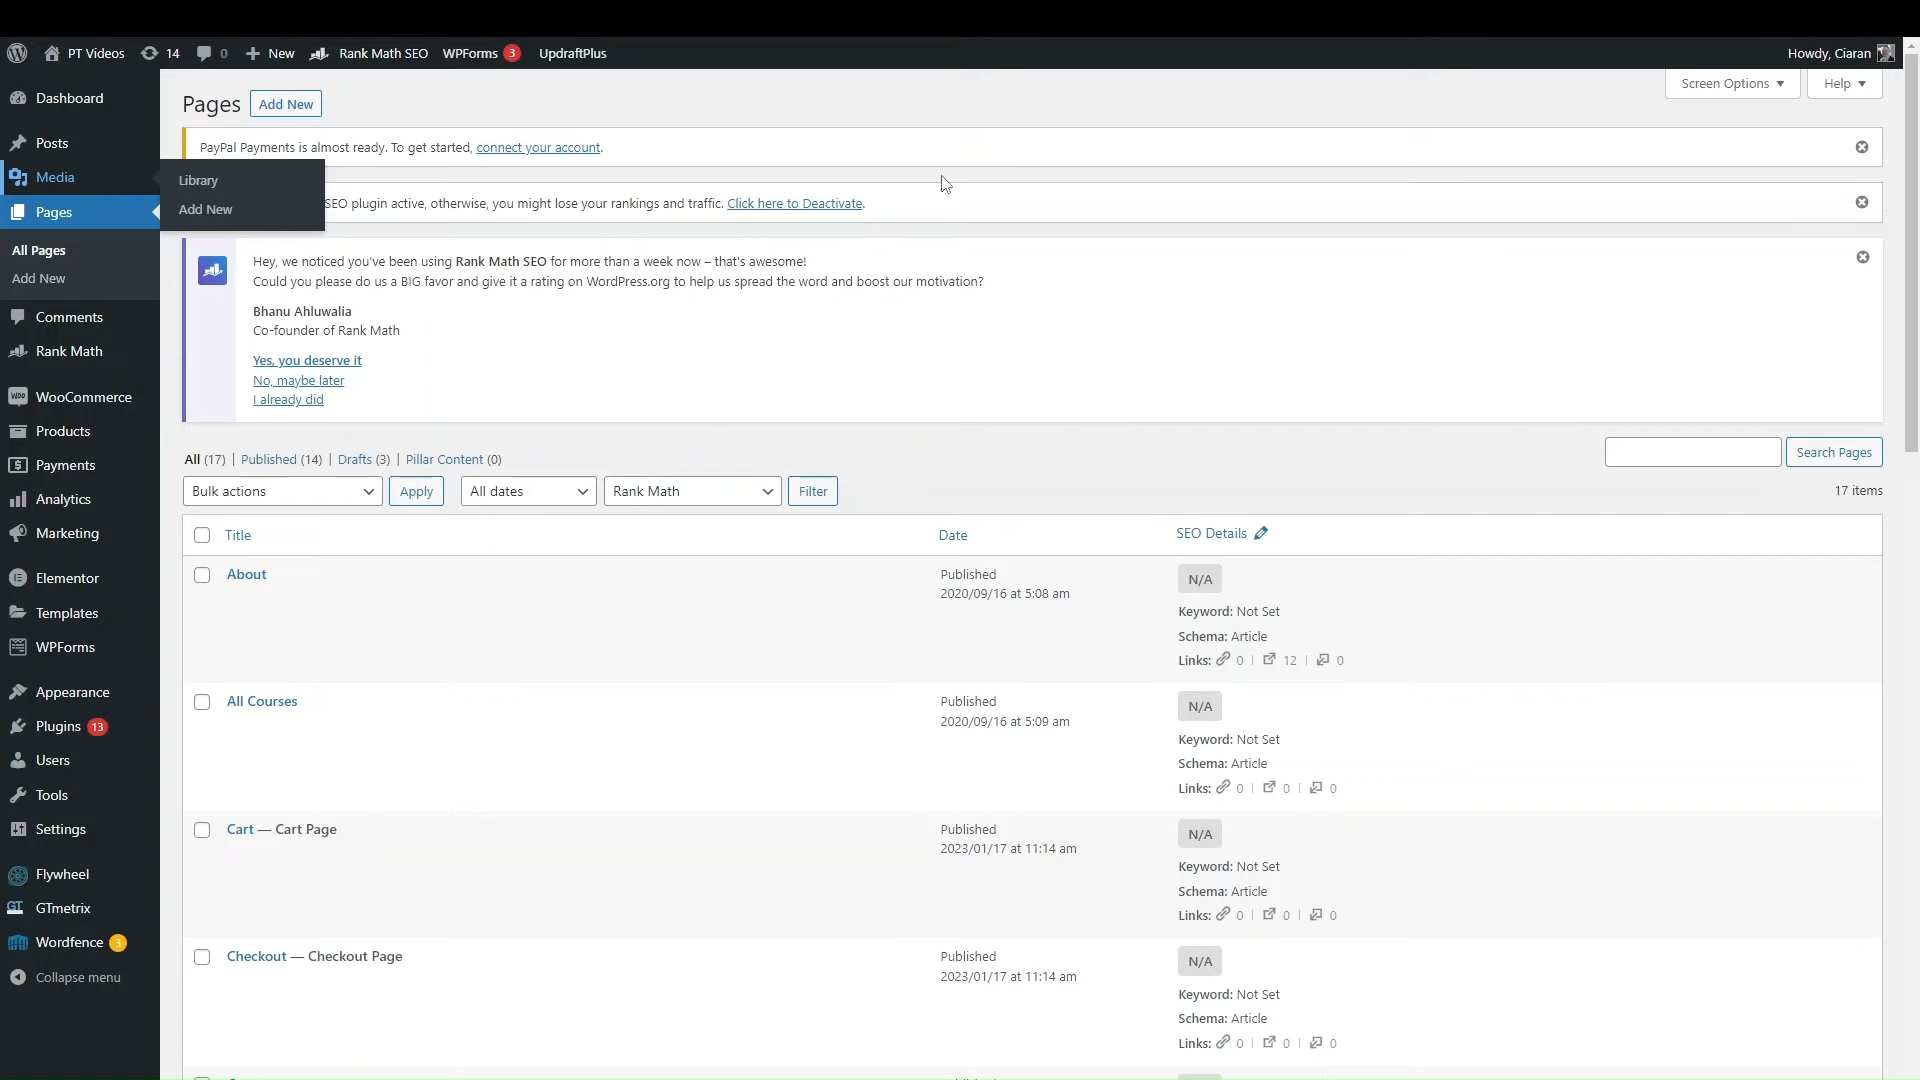 PT Videos 14 0 New Rank Math SEO WPForms 3 UpdraftPlus Howdy, Ciaran
Dashboard
Posts
Media
Library
Add New
Pages
All Pages
Add New
Comments
Rank Math
WooCommerce
Products
Payments
Analytics
Marketing
Elementor
Templates
WPForms
Appearance
Plugins 13
Users
Tools
Settings
Flywheel
GTmetrix
Wordfence 3
Collapse menu
Screen Options Help
Pages Add New
PayPal Payments is almost ready. To get started, connect your account.
SEO plugin active, otherwise, you might lose your rankings and traffic. Click here to Deactivate.
Hey, we noticed you've been using Rank Math SEO for more than a week now – that's awesome!
Could you please do us a BIG favor and give it a rating on WordPress.org to help us spread the word and boost our motivation?
Bhanu Ahluwalia
Co-founder of Rank Math
Yes, you deserve it
No, maybe later
I already did
All (17) | Published (14) | Drafts (3) | Pillar Content (0)
Search Pages
Bulk actions Apply All dates Rank Math Filter 17 items
Title Date SEO Details
About Published N/A
2020/09/16 at 5:08 am
Keyword: Not Set
Schema: Article
Links: 0 | 12 | 0
All Courses Published N/A
2020/09/16 at 5:09 am
Keyword: Not Set
Schema: Article
Links: 0 | 0 | 0
Cart — Cart Page Published N/A
2023/01/17 at 11:14 am
Keyword: Not Set
Schema: Article
Links: 0 | 0 | 0
Checkout — Checkout Page Published N/A
2023/01/17 at 11:14 am
Keyword: Not Set
Schema: Article
Links: 0 | 0 | 0